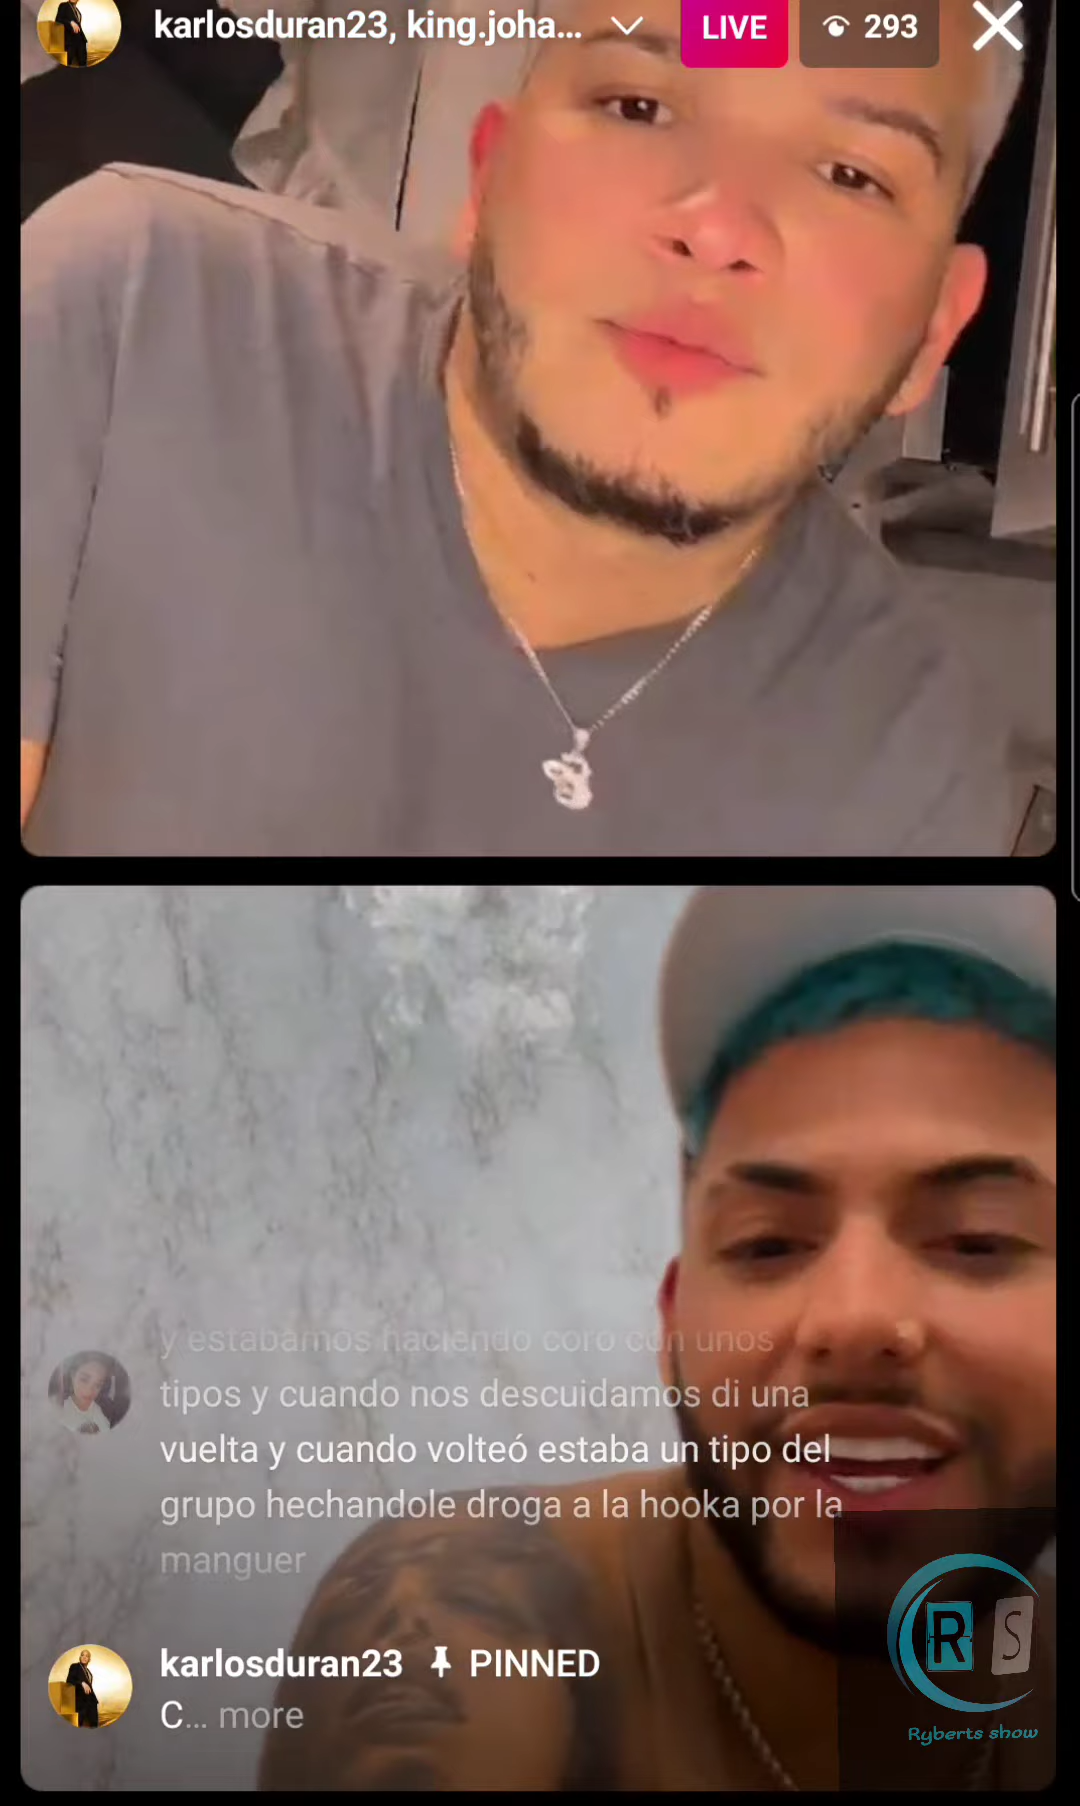 karlosduran23, king.joha...
LIVE
293
y estabamos haciendo coro con unos
tipos y cuando nos descuidamos di una
vuelta y cuando volteó estaba un tipo del
grupo hechandole droga a la hooka por la
manguer
karlosduran23 PINNED
C... more
R S
Ryberts show